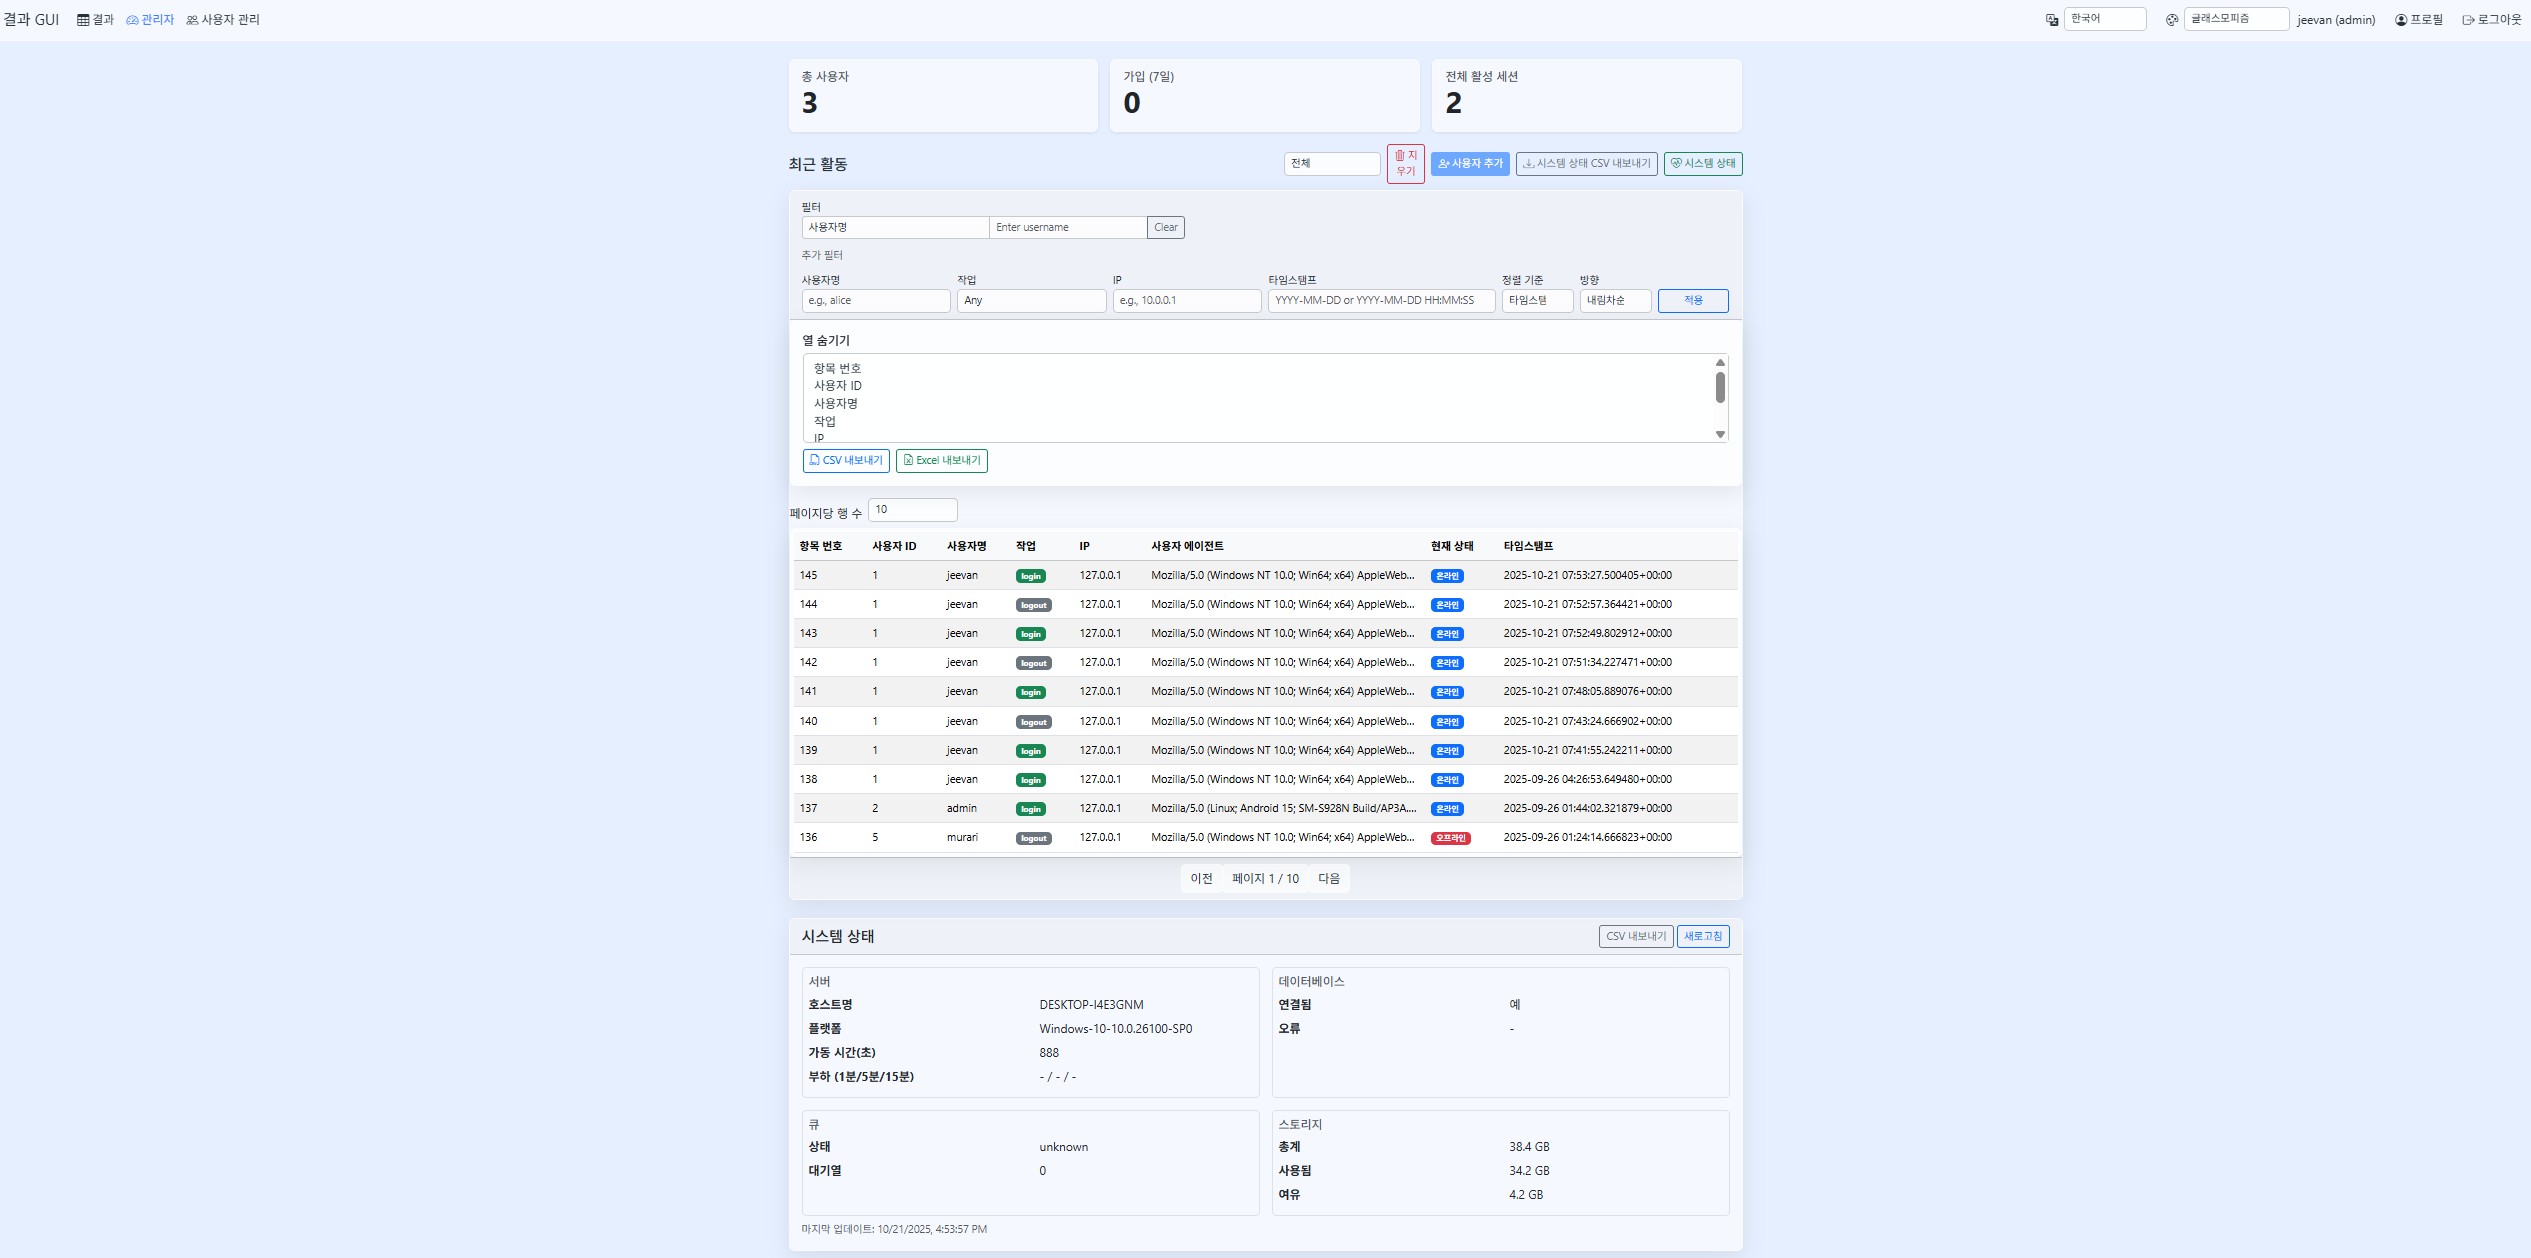 결과 GUI 결과 관리자 사용자 관리 한국어 글래스모피즘 jeevan (admin) 프로필 로그아웃
총 사용자 가입 (7일) 전체 활성 세션
3 0 2
최근 활동 전체 지우기 사용자 추가 시스템 상태 CSV 내보내기 시스템 상태
필터
사용자명 Enter username Clear
추가 필터
사용자명 작업 IP 타임스탬프 정렬 기준 방향
e.g., alice Any e.g., 10.0.0.1 YYYY-MM-DD or YYYY-MM-DD HH:MM:SS 타임스탬 내림차순 적용
열 숨기기
항목 번호
사용자 ID
사용자명
작업
IP
CSV 내보내기 Excel 내보내기
페이지당 행 수 10
항목 번호 사용자 ID 사용자명 작업 IP 사용자 에이전트 현재 상태 타임스탬프
145 1 jeevan login 127.0.0.1 Mozilla/5.0 (Windows NT 10.0; Win64; x64) AppleWeb... 온라인 2025-10-21 07:53:27.500405+00:00
144 1 jeevan logout 127.0.0.1 Mozilla/5.0 (Windows NT 10.0; Win64; x64) AppleWeb... 온라인 2025-10-21 07:52:57.364421+00:00
143 1 jeevan login 127.0.0.1 Mozilla/5.0 (Windows NT 10.0; Win64; x64) AppleWeb... 온라인 2025-10-21 07:52:49.802912+00:00
142 1 jeevan logout 127.0.0.1 Mozilla/5.0 (Windows NT 10.0; Win64; x64) AppleWeb... 온라인 2025-10-21 07:51:34.227471+00:00
141 1 jeevan login 127.0.0.1 Mozilla/5.0 (Windows NT 10.0; Win64; x64) AppleWeb... 온라인 2025-10-21 07:48:05.889076+00:00
140 1 jeevan logout 127.0.0.1 Mozilla/5.0 (Windows NT 10.0; Win64; x64) AppleWeb... 온라인 2025-10-21 07:43:24.666902+00:00
139 1 jeevan login 127.0.0.1 Mozilla/5.0 (Windows NT 10.0; Win64; x64) AppleWeb... 온라인 2025-10-21 07:41:55.242211+00:00
138 1 jeevan login 127.0.0.1 Mozilla/5.0 (Windows NT 10.0; Win64; x64) AppleWeb... 온라인 2025-09-26 04:26:53.649480+00:00
137 2 admin login 127.0.0.1 Mozilla/5.0 (Linux; Android 15; SM-S928N Build/AP3A.... 온라인 2025-09-26 01:44:02.321879+00:00
136 5 murari logout 127.0.0.1 Mozilla/5.0 (Windows NT 10.0; Win64; x64) AppleWeb... 오프라인 2025-09-26 01:24:14.666823+00:00
이전 페이지 1 / 10 다음
시스템 상태 CSV 내보내기 새로고침
서버
호스트명 DESKTOP-I4E3GNM
플랫폼 Windows-10-10.0.26100-SP0
가동 시간(초) 888
부하 (1분/5분/15분) - / - / -
데이터베이스
연결됨 예
오류 -
큐
상태 unknown
대기열 0
스토리지
총계 38.4 GB
사용됨 34.2 GB
여유 4.2 GB
마지막 업데이트: 10/21/2025, 4:53:57 PM